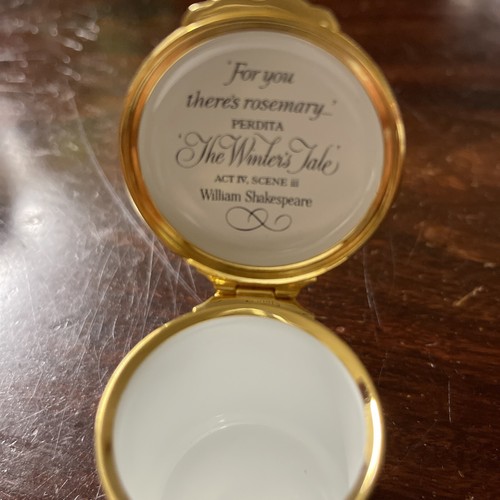 'For you
there's rosemary...'
PERDITA
'The Winter's Tale'
ACT IV, SCENE iii
William Shakespeare